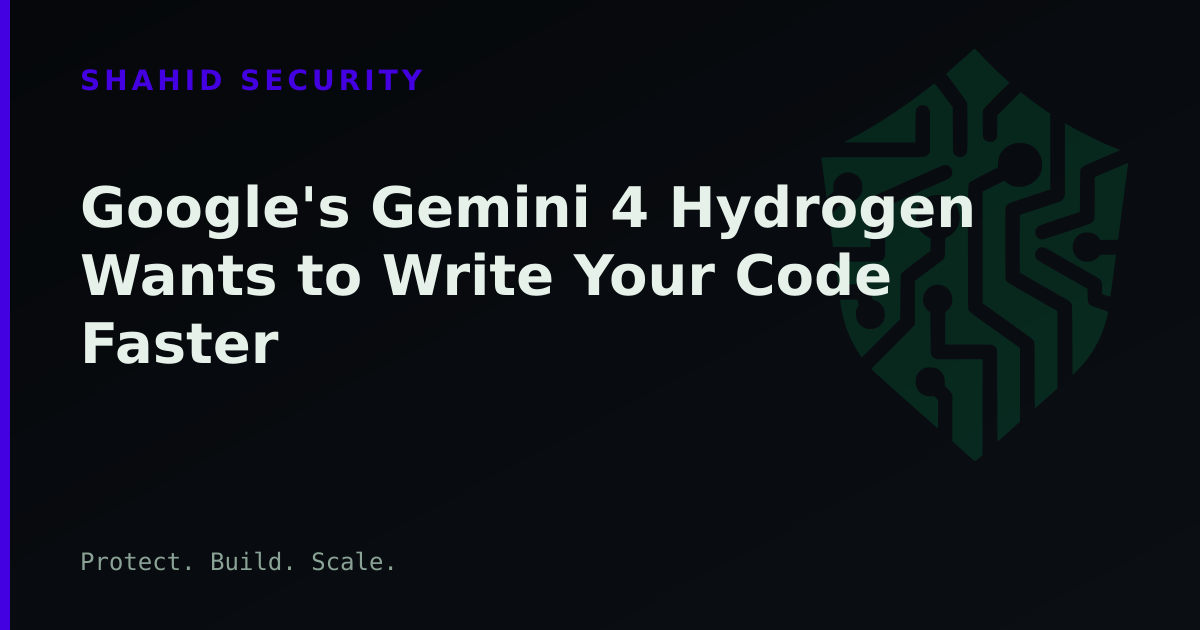 SHAHID SECURITY
Google's Gemini 4 Hydrogen
Wants to Write Your Code
Faster
Protect. Build. Scale.